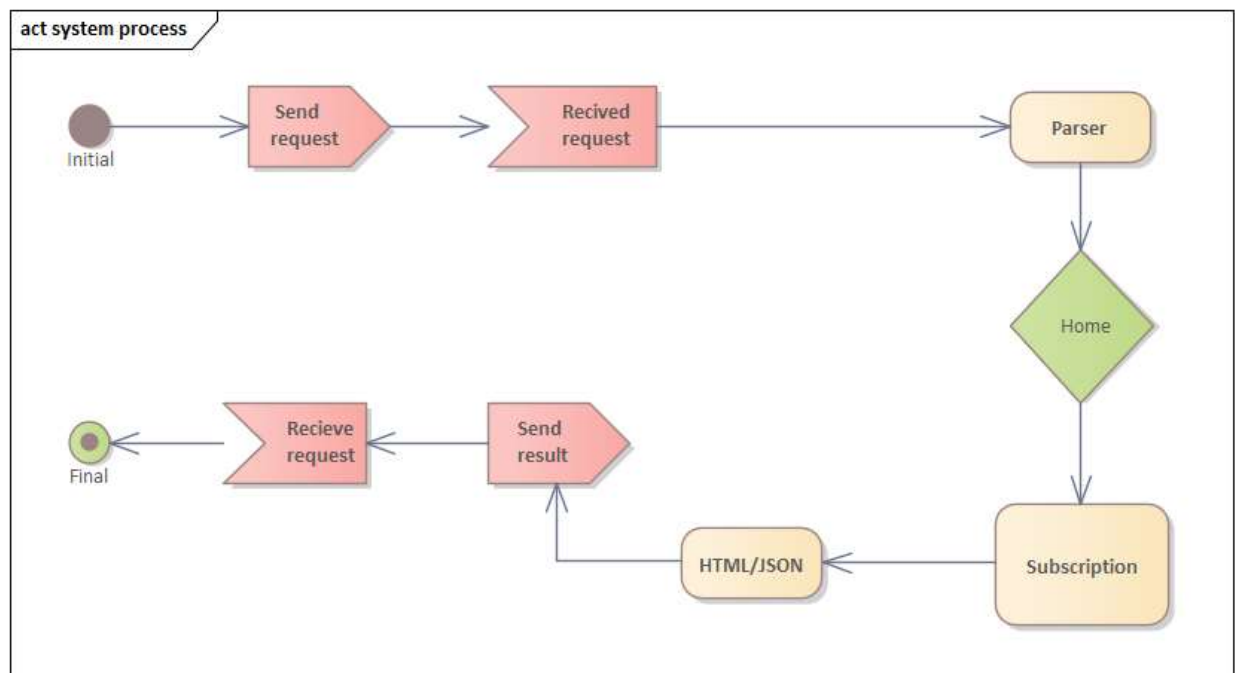 act system process
Send
request
Recived
request
Parser
Initial
Home
Recieve
request
Send
result
Final
HTML/JSON
Subscription